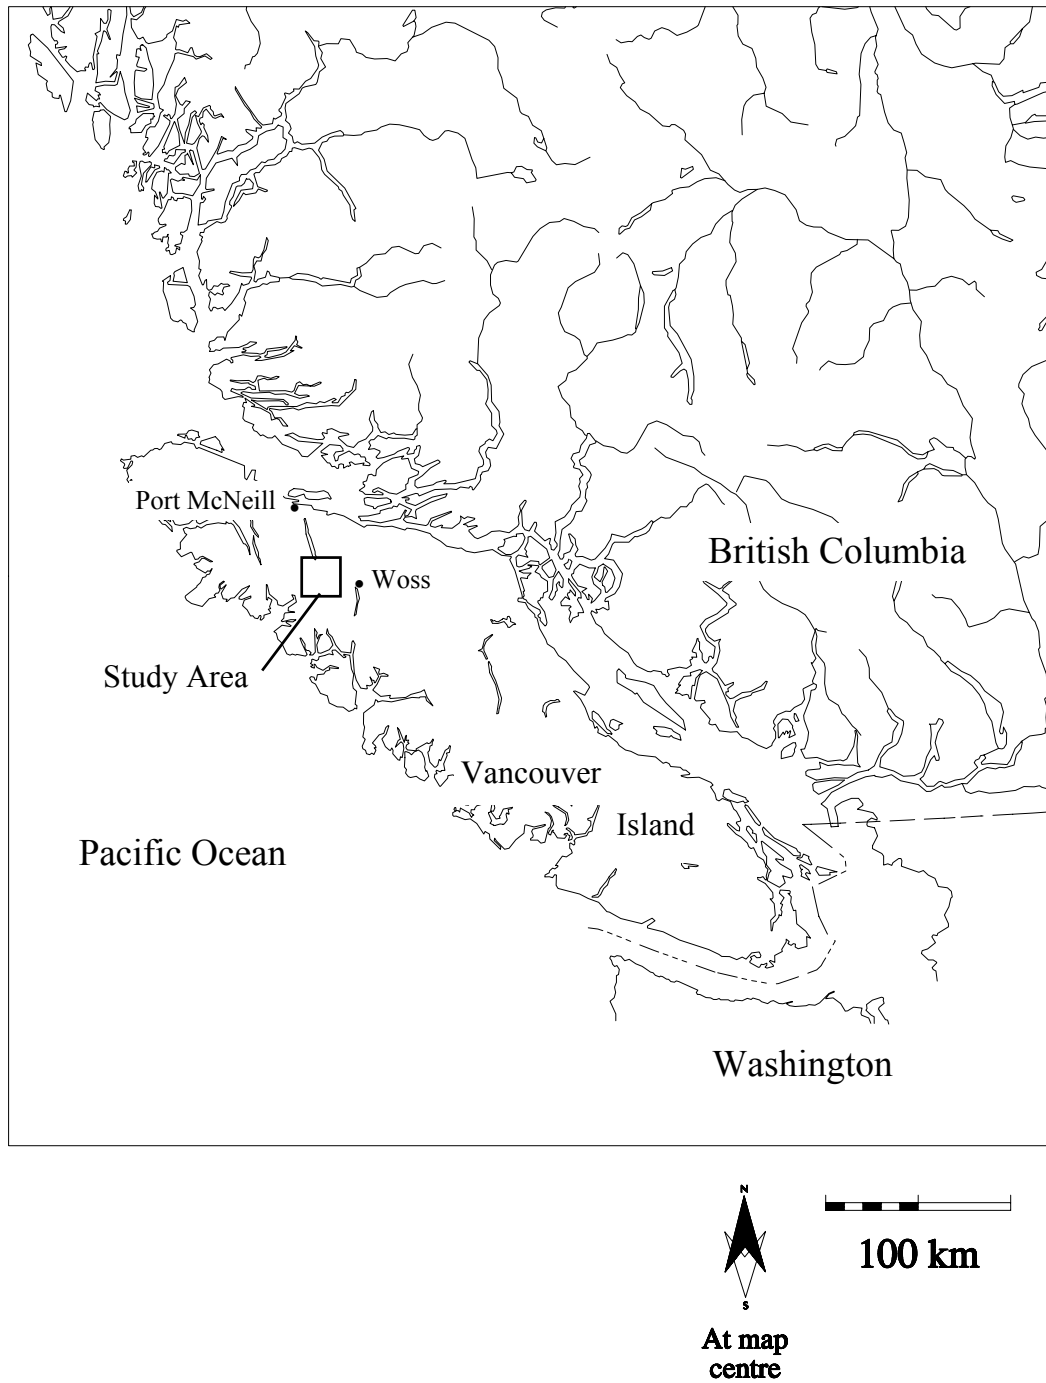 Port McNeill
British Columbia
Woss
Study Area
Vancouver
Island
Pacific Ocean
Washington
N
S
100 km
At map
centre